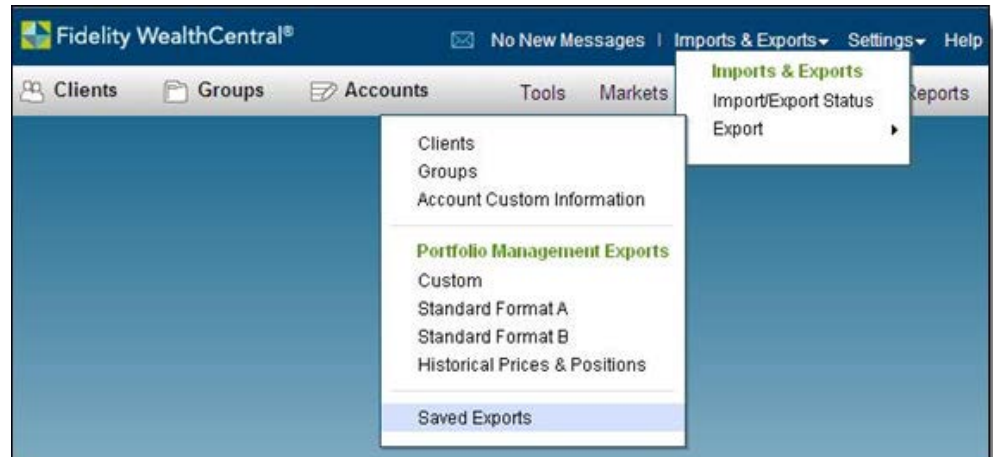 Fidelity WealthCentral® No New Messages | Imports & Exports Settings Help
Clients Groups Accounts Tools Markets Reports
Imports & Exports
Import/Export Status
Export
Clients
Groups
Account Custom Information
Portfolio Management Exports
Custom
Standard Format A
Standard Format B
Historical Prices & Positions
Saved Exports